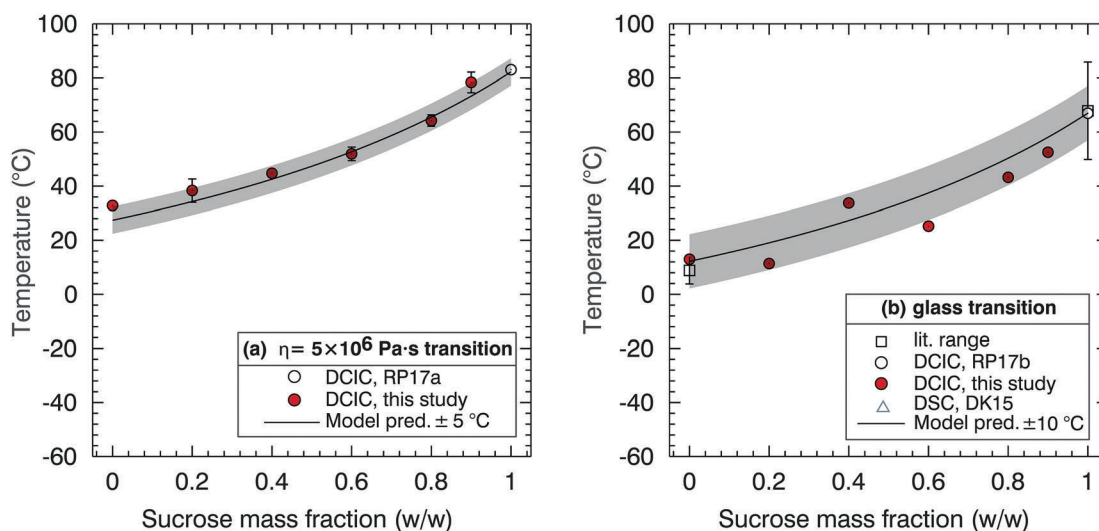 100
80
60
40
20
0
-20
-40
-60
Temperature (°C)
(a) η= 5×10⁶ Pa·s transition
DCIC, RP17a
DCIC, this study
Model pred. ± 5 °C
0 0.2 0.4 0.6 0.8 1
Sucrose mass fraction (w/w)
100
80
60
40
20
0
-20
-40
-60
Temperature (°C)
(b) glass transition
lit. range
DCIC, RP17b
DCIC, this study
DSC, DK15
Model pred. ±10 °C
0 0.2 0.4 0.6 0.8 1
Sucrose mass fraction (w/w)